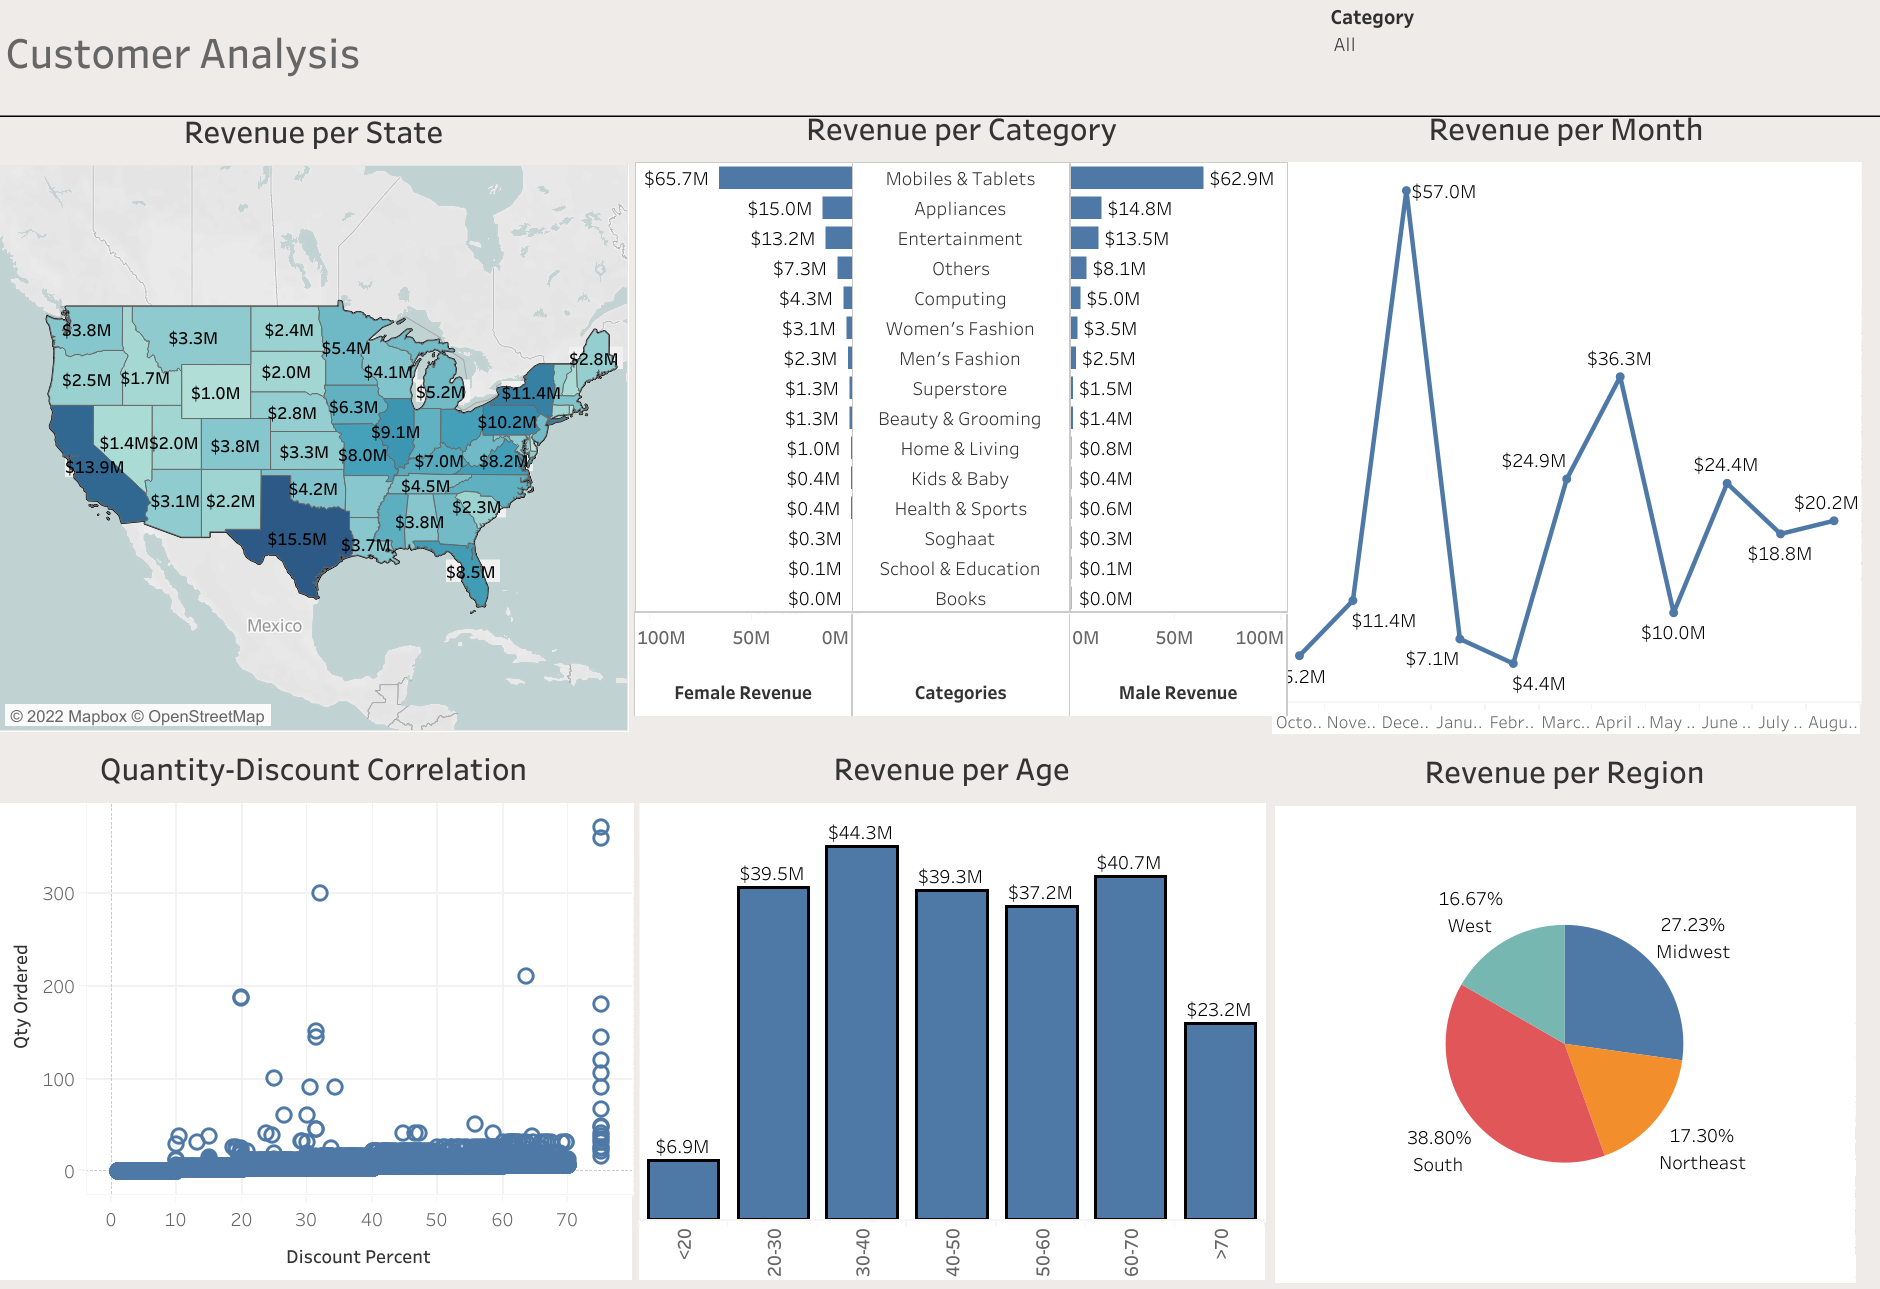 Category
All
Customer Analysis
Revenue per State
$3.8M
$3.3M
$2.4M
$5.4M
$2.8M
$2.5M
$1.7M
$1.0M
$2.0M
$4.1M
$5.2M
$11.4M
$2.8M
$6.3M
$10.2M
$1.4M
$2.0M
$3.8M
$3.3M
$9.1M
$13.9M
$8.0M
$7.0M
$8.2M
$3.1M
$2.2M
$4.2M
$4.5M
$2.3M
$15.5M
$3.7M
$3.8M
$8.5M
Mexico
© 2022 Mapbox © OpenStreetMap
Revenue per Category
$65.7M Mobiles & Tablets $62.9M
$15.0M Appliances $14.8M
$13.2M Entertainment $13.5M
$7.3M Others $8.1M
$4.3M Computing $5.0M
$3.1M Women's Fashion $3.5M
$2.3M Men's Fashion $2.5M
$1.3M Superstore $1.5M
$1.3M Beauty & Grooming $1.4M
$1.0M Home & Living $0.8M
$0.4M Kids & Baby $0.4M
$0.4M Health & Sports $0.6M
$0.3M Soghaat $0.3M
$0.1M School & Education $0.1M
$0.0M Books $0.0M
100M 50M 0M 0M 50M 100M
Female Revenue Categories Male Revenue
Revenue per Month
$57.0M
$36.3M
$24.9M
$24.4M
$20.2M
$18.8M
$11.4M
$10.0M
$7.1M
5.2M
$4.4M
Octo.. Nove.. Dece.. Janu.. Febr.. Marc.. April .. May .. June .. July .. Augu..
Quantity-Discount Correlation
Qty Ordered
300
200
100
0
0 10 20 30 40 50 60 70
Discount Percent
Revenue per Age
$6.9M
$39.5M
$44.3M
$39.3M
$37.2M
$40.7M
$23.2M
<20
20-30
30-40
40-50
50-60
60-70
>70
Revenue per Region
16.67%
West
27.23%
Midwest
38.80%
South
17.30%
Northeast